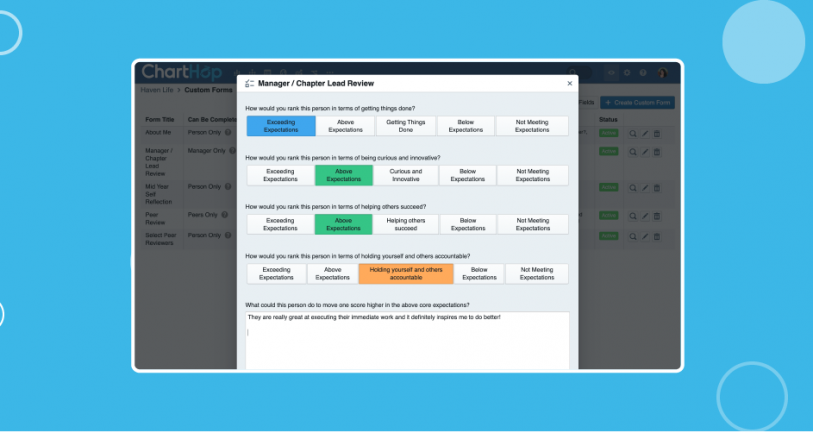 ChartHop
Manager / Chapter Lead Review
×
Haven Life > Custom Forms
Fields
+ Create Custom Form
Form Title
Can Be Complete
Status
About Me
Person Only
Manager /
Chapter
Lead
Review
Manager Only
Mid Year
Self
Reflection
Person Only
Peer
Review
Peers Only
Select Peer
Reviewers
Person Only
How would you rank this person in terms of getting things done?
Exceeding
Expectations
Above
Expectations
Getting Things
Done
Below
Expectations
Not Meeting
Expectations
How would you rank this person in terms of being curious and innovative?
Exceeding
Expectations
Above
Expectations
Curious and
Innovative
Below
Expectations
Not Meeting
Expectations
How would you rank this person in terms of helping others succeed?
Exceeding
Expectations
Above
Expectations
Helping others
succeed
Below
Expectations
Not Meeting
Expectations
How would you rank this person in terms of holding yourself and others accountable?
Exceeding
Expectations
Above
Expectations
Holding yourself and others
accountable
Below
Expectations
Not Meeting
Expectations
What could this person do to move one score higher in the above core expectations?
They are really great at executing their immediate work and it definitely inspires me to do better!